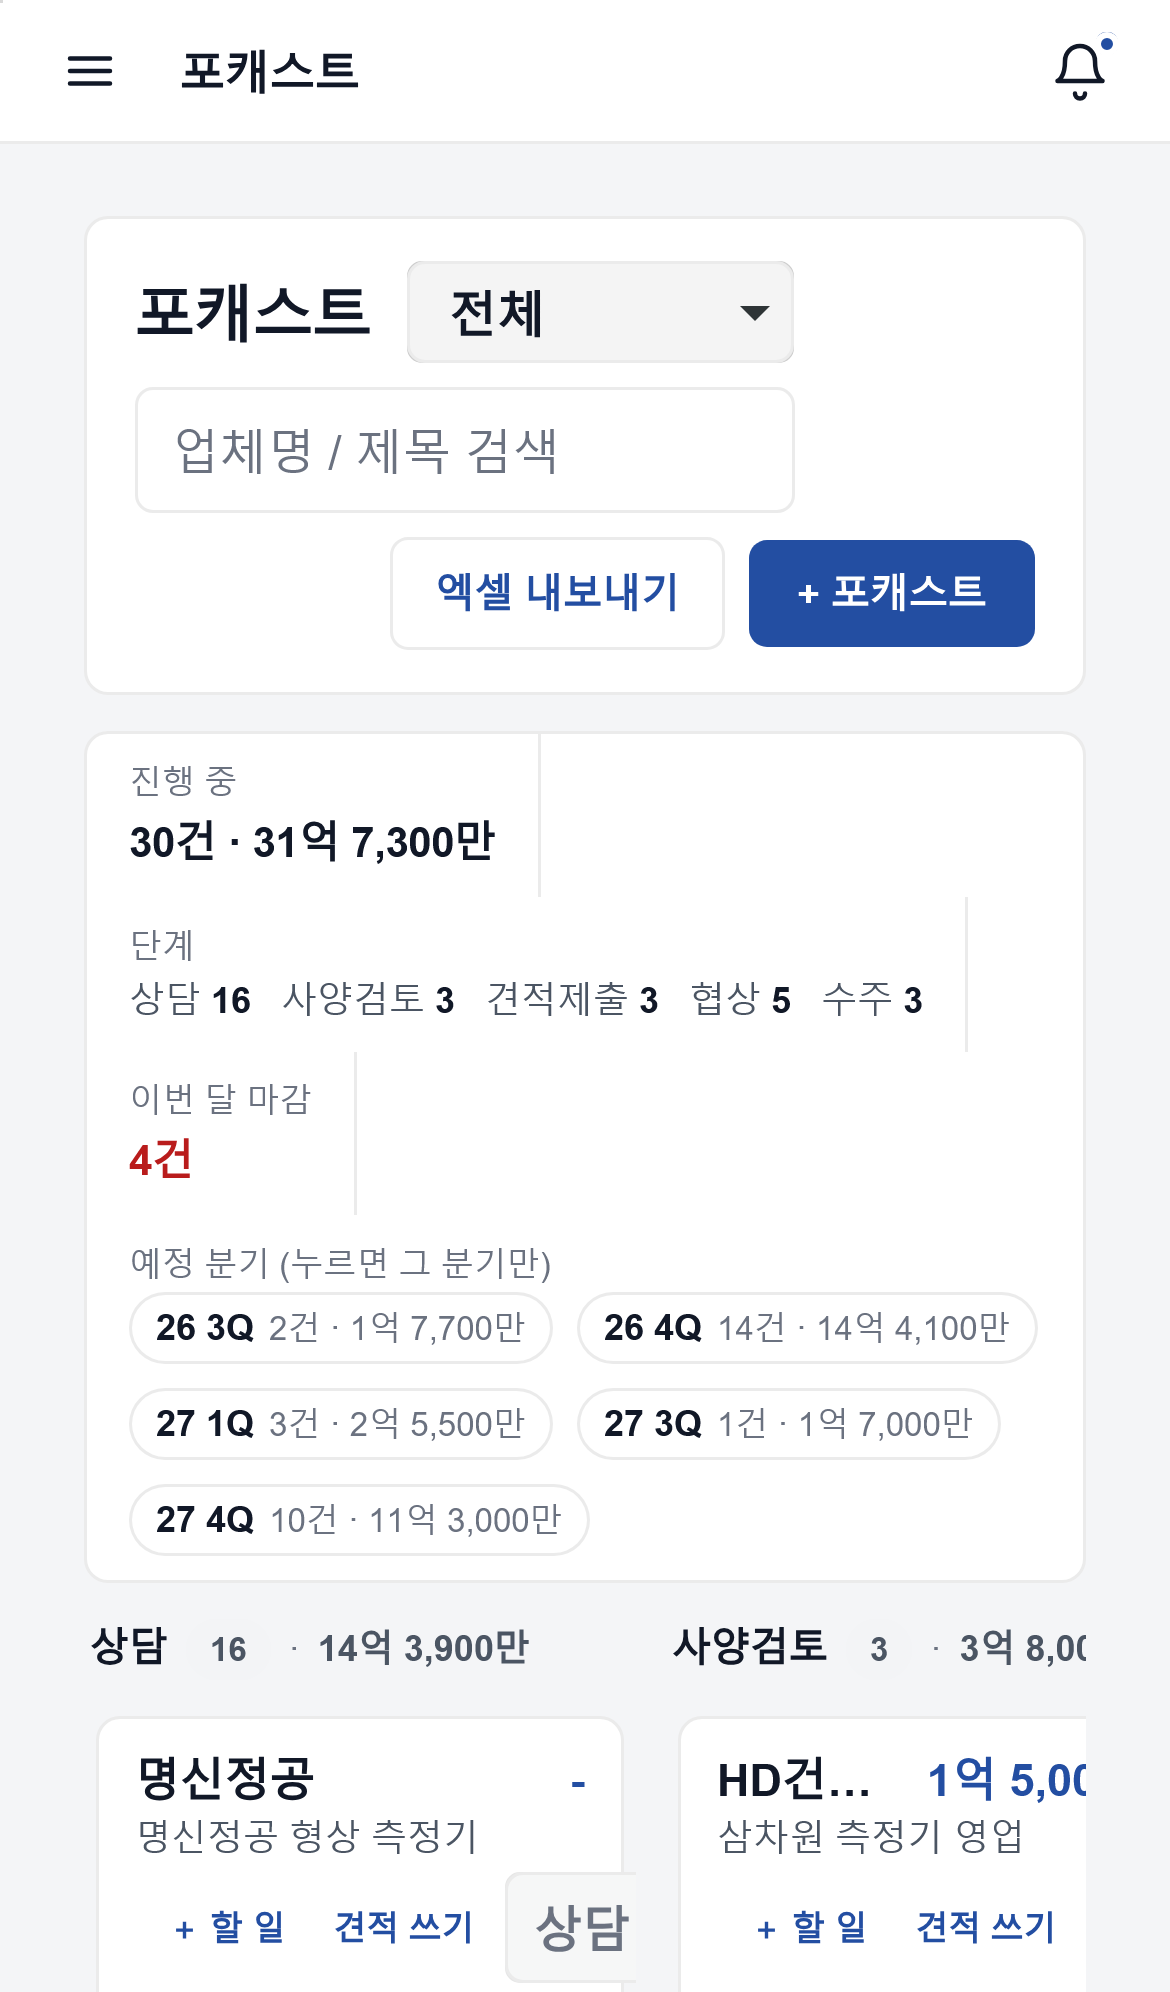 포캐스트
포캐스트 전체
업체명 / 제목 검색
엑셀 내보내기 + 포캐스트
진행 중
30건 · 31억 7,300만
단계
상담 16 사양검토 3 견적제출 3 협상 5 수주 3
이번 달 마감
4건
예정 분기 (누르면 그 분기만)
26 3Q 2건 · 1억 7,700만 26 4Q 14건 · 14억 4,100만
27 1Q 3건 · 2억 5,500만 27 3Q 1건 · 1억 7,000만
27 4Q 10건 · 11억 3,000만
상담 16 · 14억 3,900만 사양검토 3 · 3억 8,00
명신정공 - HD건... 1억 5,00
명신정공 형상 측정기 삼차원 측정기 영업
+ 할 일 견적 쓰기 상담 + 할 일 견적 쓰기